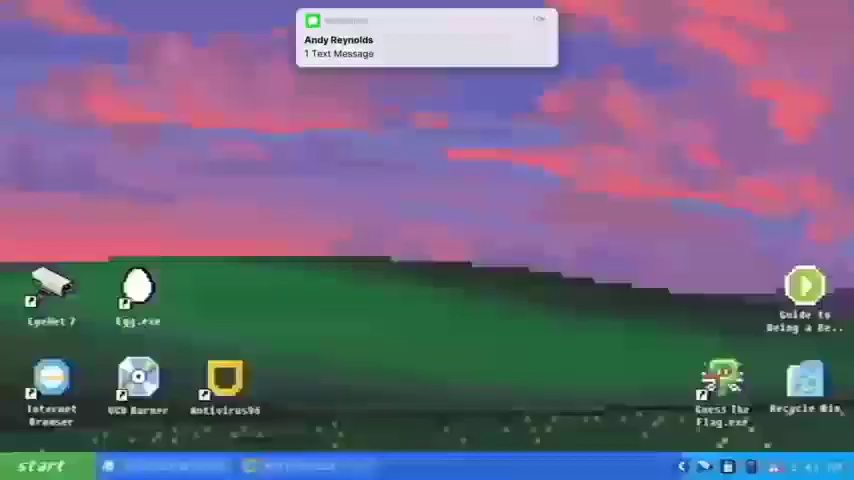 Andy Reynolds
1 Text Message
EyeNet 7
Egg.exe
Guide to
Being a Be..
Internet
Browser
VCD Burner
Antivirus96
Guess The
Flag.exe
Recycle Bin
start